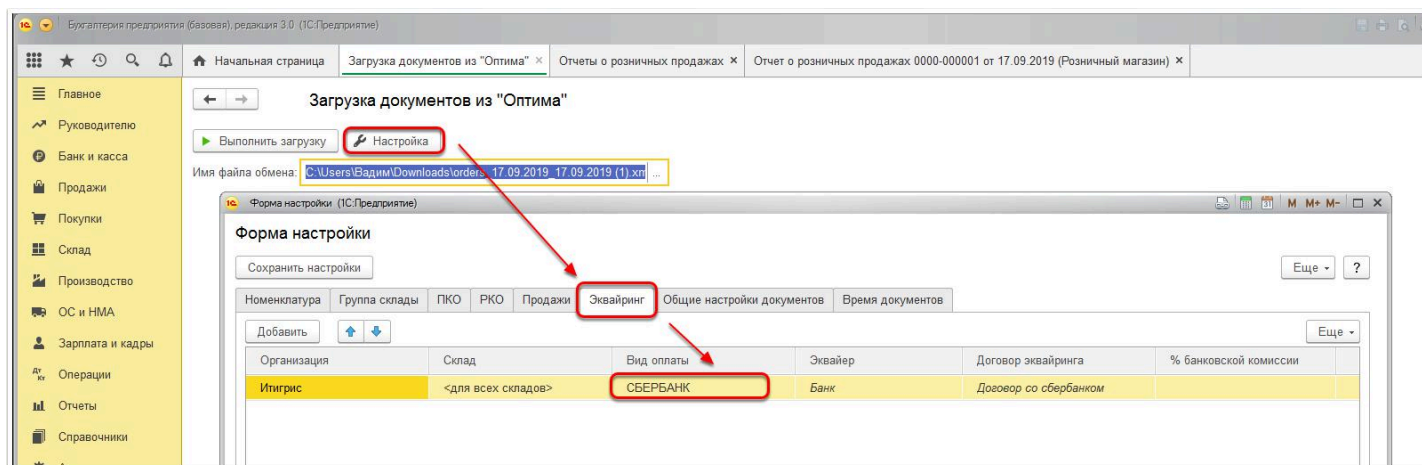 Бухгалтерия предприятия (базовая), редакция 3.0 (1С:Предприятие)
Начальная страница Загрузка документов из "Оптима" × Отчеты о розничных продажах × Отчет о розничных продажах 0000-000001 от 17.09.2019 (Розничный магазин) ×
Главное
Руководителю
Банк и касса
Продажи
Покупки
Склад
Производство
ОС и НМА
Зарплата и кадры
Операции
Отчеты
Справочники
Загрузка документов из "Оптима"
Выполнить загрузку Настройка
Имя файла обмена: C:\Users\Вадим\Downloads\orders_17.09.2019_17.09.2019 (1).xm ...
Форма настройки (1С:Предприятие) M M+ M-
Форма настройки
Сохранить настройки Еще ?
Номенклатура Группа склады ПКО РКО Продажи Эквайринг Общие настройки документов Время документов
Добавить Еще
Организация Склад Вид оплаты Эквайер Договор эквайринга % банковской комиссии
Итигрис <для всех складов> СБЕРБАНК Банк Договор со сбербанком